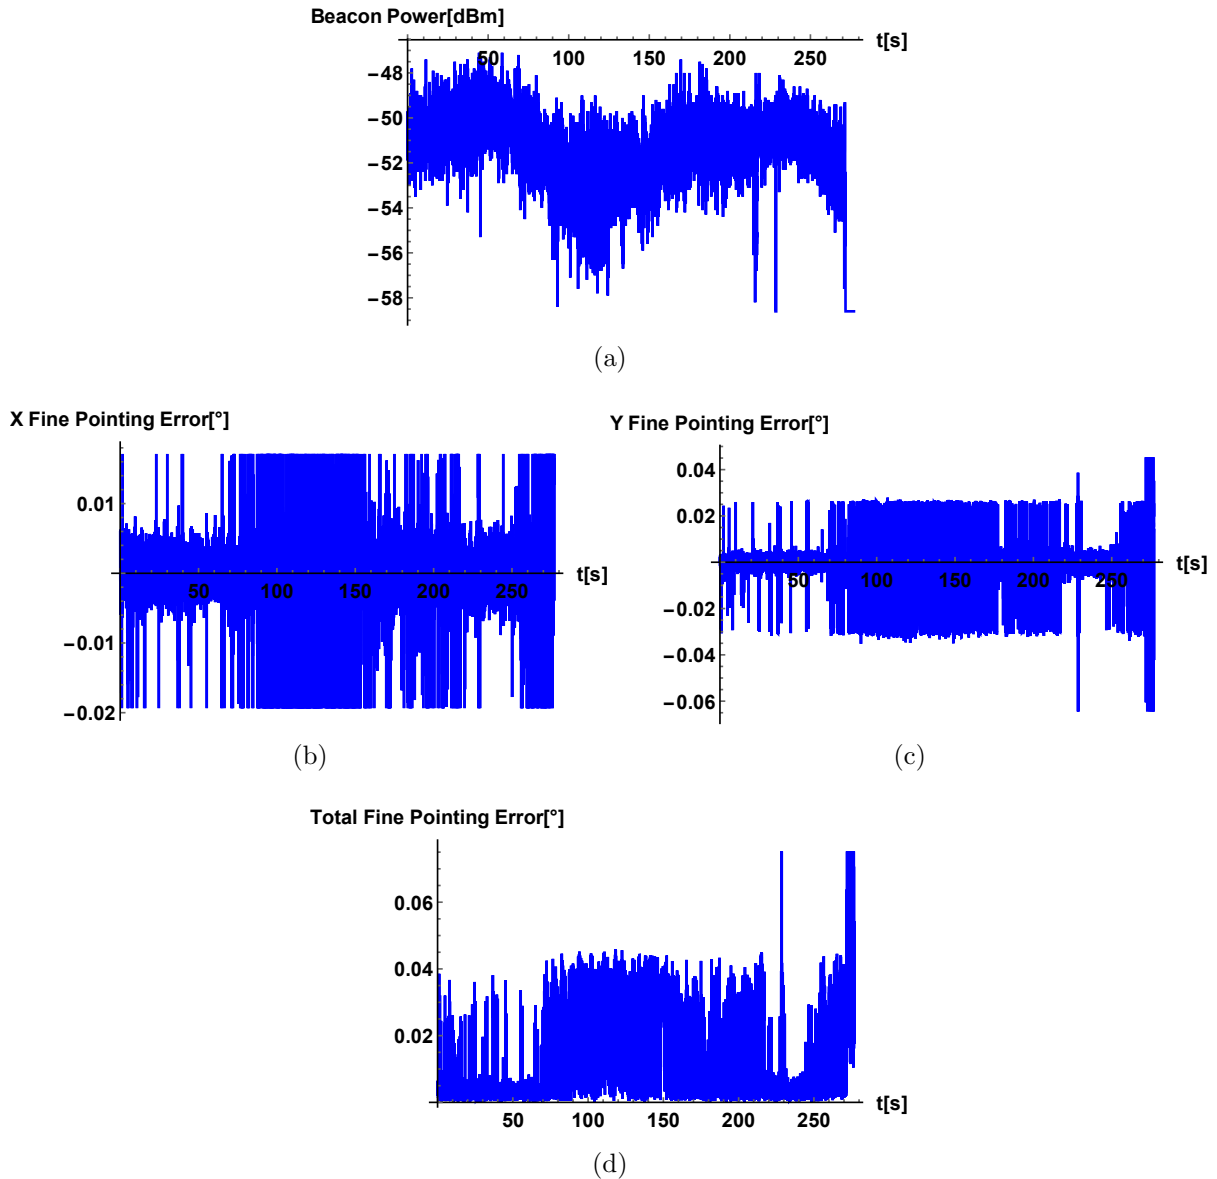 Beacon Power[dBm]
t[s]
50 100 150 200 250
−48
−50
−52
−54
−56
−58
(a)
X Fine Pointing Error[°]
0.01
t[s]
50 100 150 200 250
−0.01
−0.02
(b)
Y Fine Pointing Error[°]
0.04
0.02
t[s]
50 100 150 200 250
−0.02
−0.04
−0.06
(c)
Total Fine Pointing Error[°]
0.06
0.04
0.02
t[s]
50 100 150 200 250
(d)